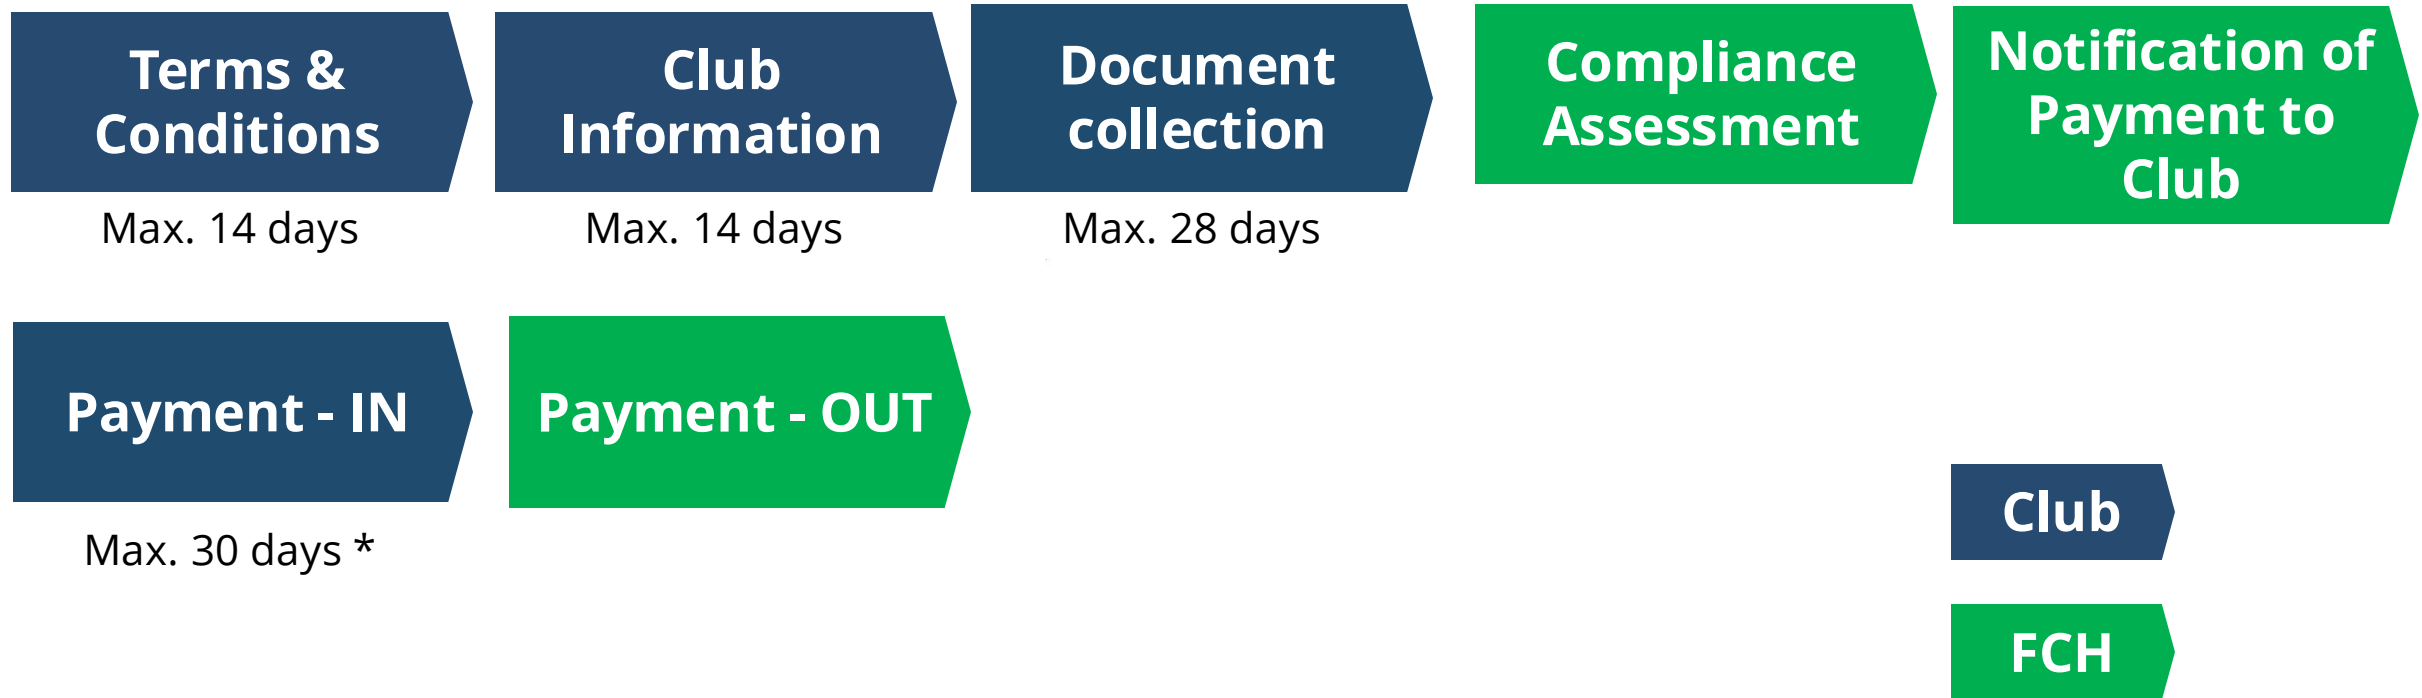 Terms &
Conditions
Max. 14 days
Club
Information
Max. 14 days
Document
collection
Max. 28 days
Compliance
Assessment
Notification of
Payment to
Club
Payment - IN
Max. 30 days *
Payment - OUT
Club
FCH